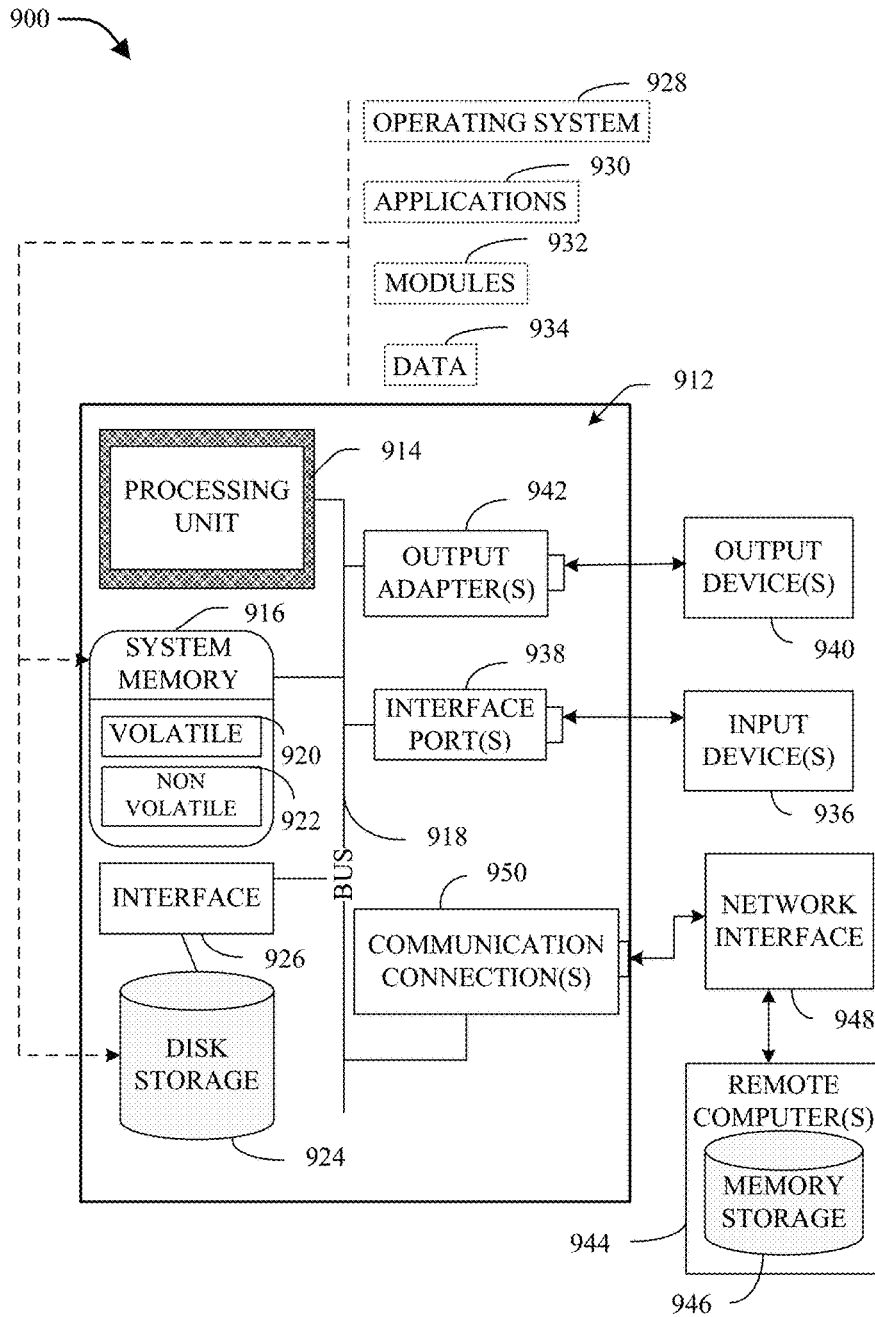 900
928
OPERATING SYSTEM
930
APPLICATIONS
932
MODULES
934
DATA
912
914
PROCESSING
UNIT
942
OUTPUT
ADAPTER(S)
OUTPUT
DEVICE(S)
940
916
SYSTEM
MEMORY
938
INTERFACE
PORT(S)
INPUT
DEVICE(S)
936
VOLATILE
920
NON
VOLATILE
922
918
BUS
INTERFACE
926
950
COMMUNICATION
CONNECTION(S)
NETWORK
INTERFACE
948
DISK
STORAGE
924
REMOTE
COMPUTER(S)
MEMORY
STORAGE
944
946